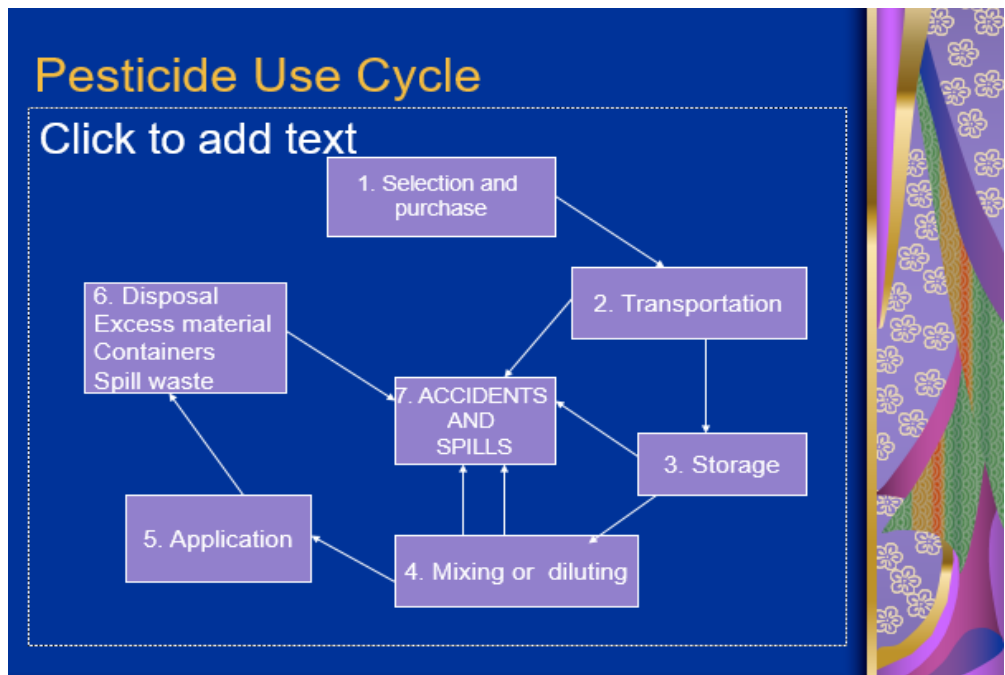 Pesticide Use Cycle
Click to add text
1. Selection and
purchase
2. Transportation
3. Storage
4. Mixing or diluting
5. Application
6. Disposal
Excess material
Containers
Spill waste
7. ACCIDENTS
AND
SPILLS